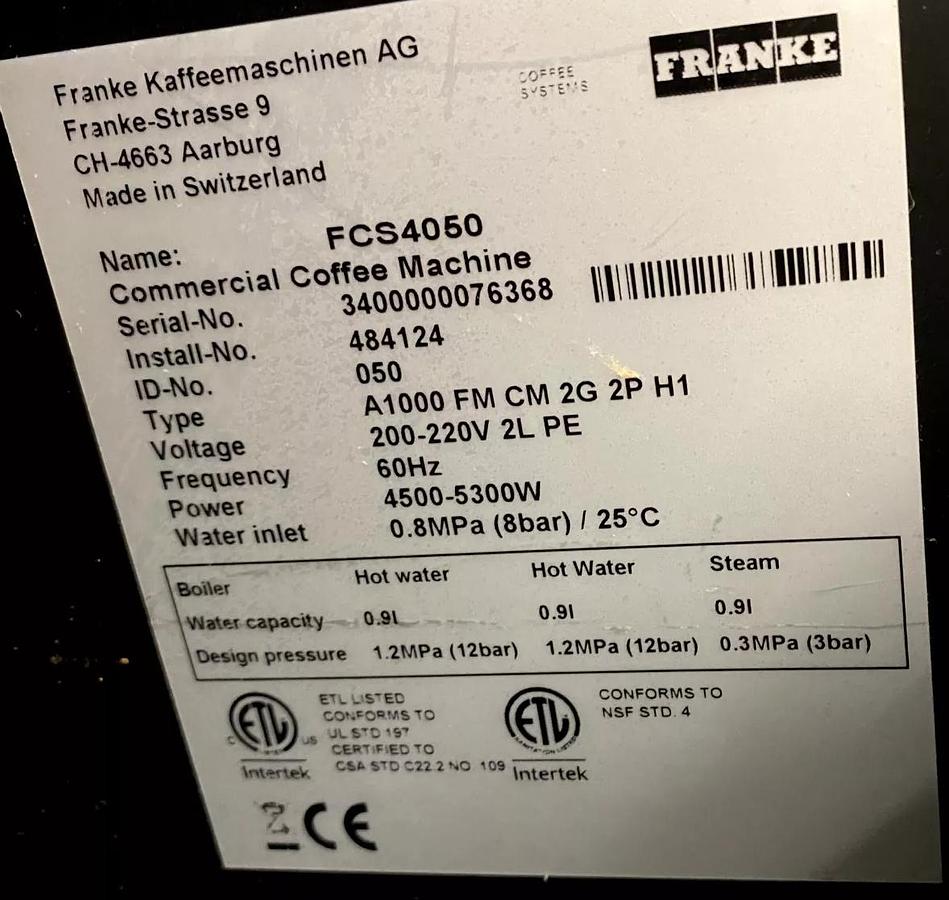 Franke Kaffeemaschinen AG
Franke-Strasse 9
CH-4663 Aarburg
Made in Switzerland
COFFEE
SYSTEMS
FRANKE
Name: FCS4050
Commercial Coffee Machine
Serial-No. 3400000076368
Install-No. 484124
ID-No. 050
Type A1000 FM CM 2G 2P H1
Voltage 200-220V 2L PE
Frequency 60Hz
Power 4500-5300W
Water inlet 0.8MPa (8bar) / 25°C
Boiler Hot water Hot Water Steam
Water capacity 0.9l 0.9l 0.9l
Design pressure 1.2MPa (12bar) 1.2MPa (12bar) 0.3MPa (3bar)
C ETL US
Intertek
ETL LISTED
CONFORMS TO
UL STD 197
CERTIFIED TO
CSA STD C22.2 NO 109
ETL
Intertek
CONFORMS TO
NSF STD. 4
CE